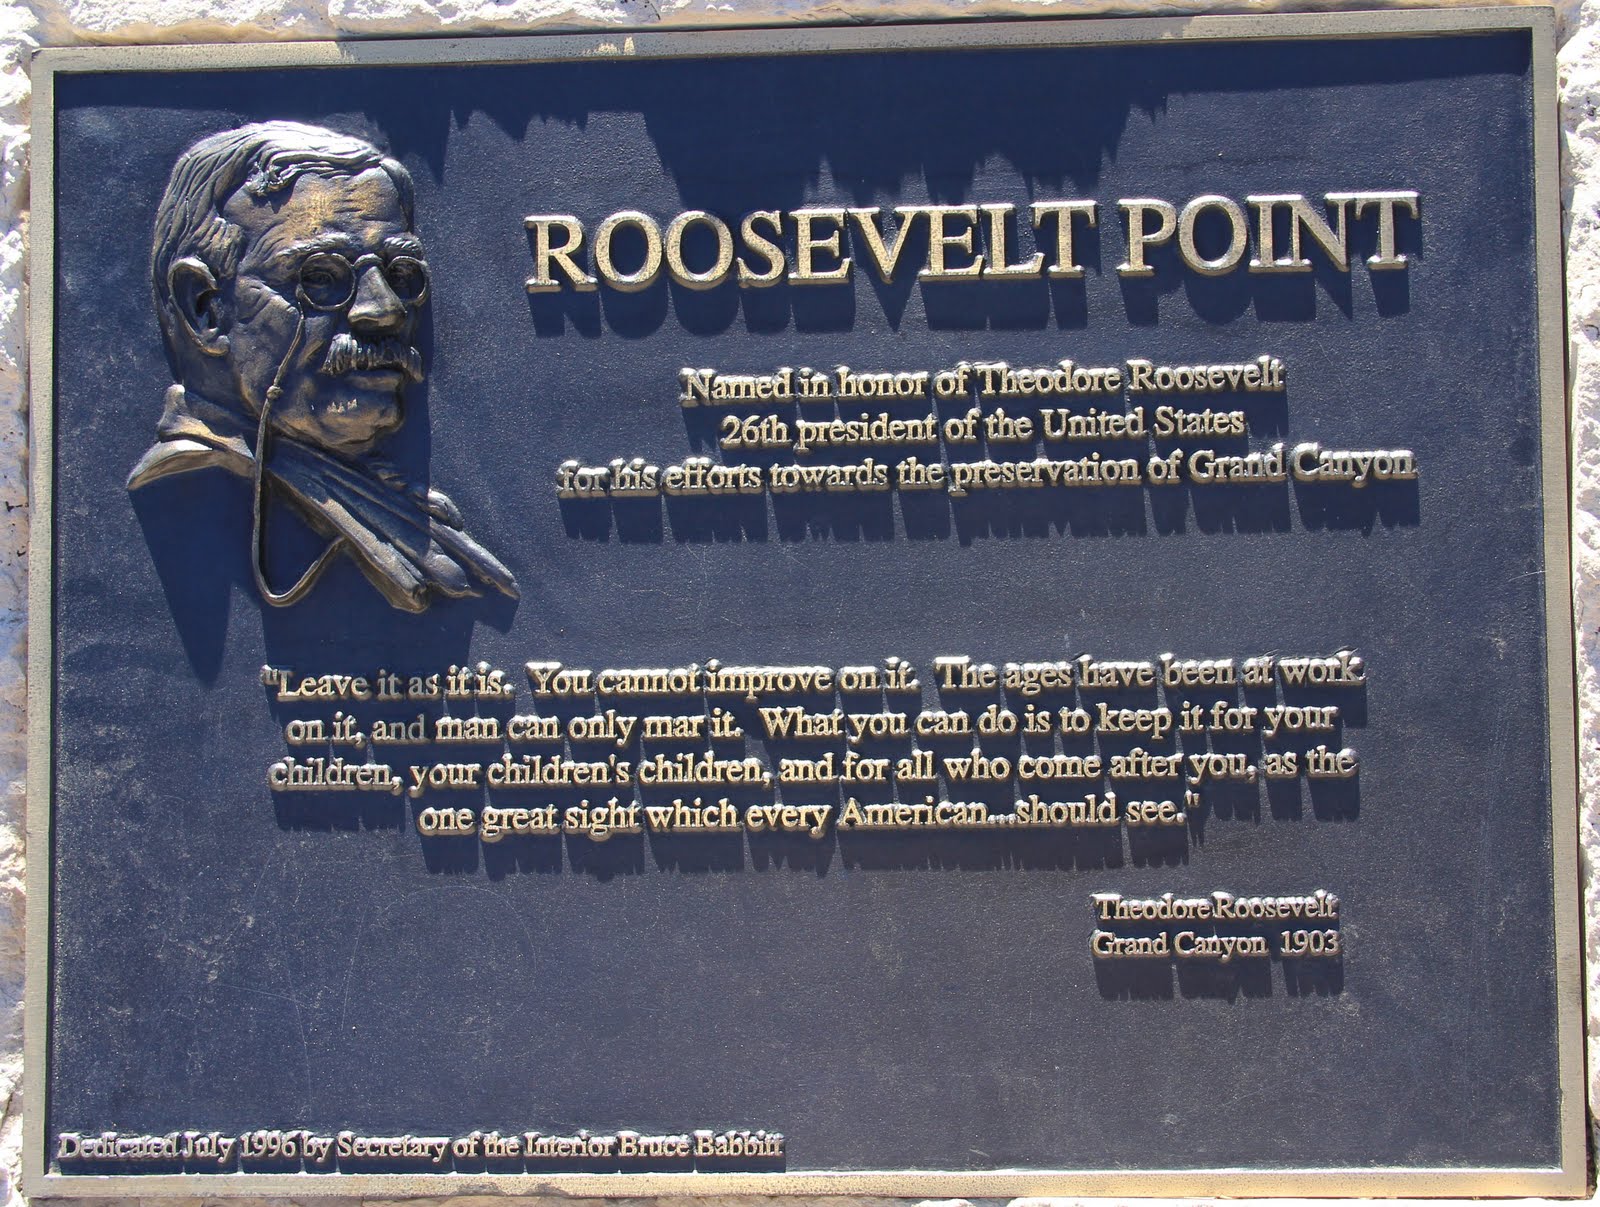 ROOSEVELT POINT
Named in honor of Theodore Roosevelt
26th president of the United States
for his efforts towards the preservation of Grand Canyon
"Leave it as it is. You cannot improve on it. The ages have been at work
on it, and man can only mar it. What you can do is to keep it for your
children, your children's children, and for all who come after you, as the
one great sight which every American...should see."
Theodore Roosevelt
Grand Canyon 1903
Dedicated July 1996 by Secretary of the Interior Bruce Babbitt